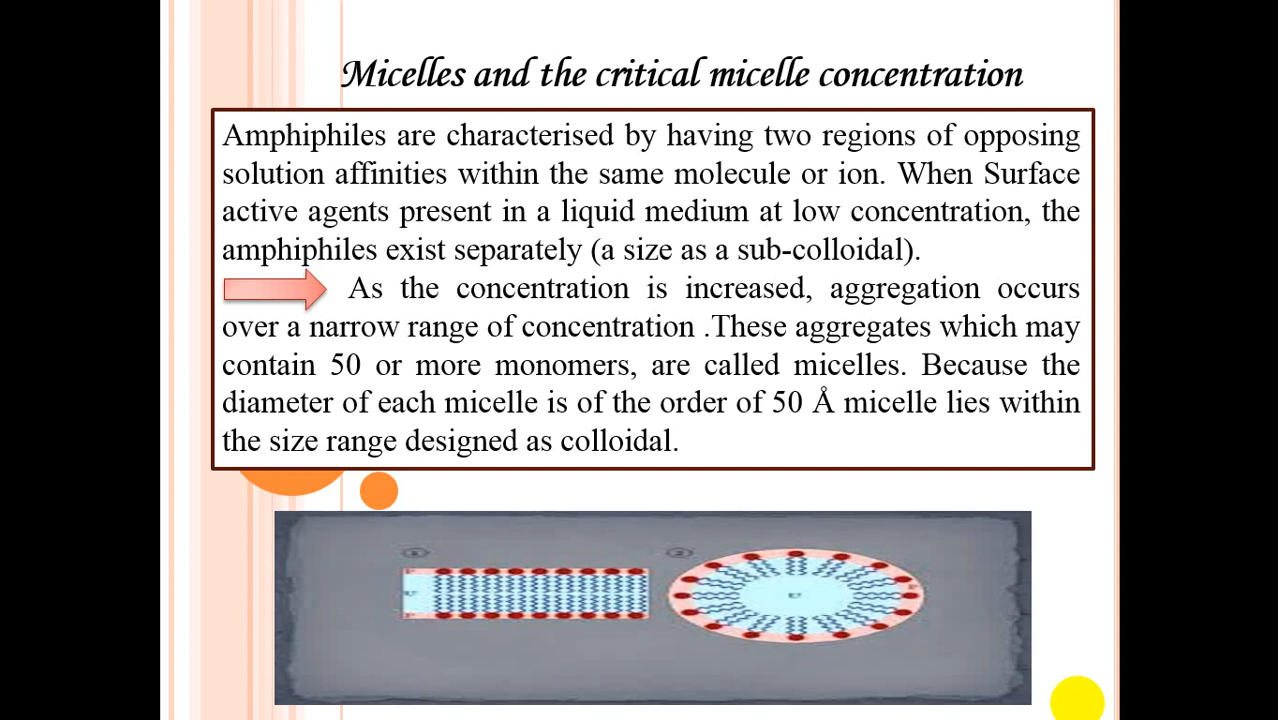 Micelles and the critical micelle concentration
Amphiphiles are characterised by having two regions of opposing
solution affinities within the same molecule or ion. When Surface
active agents present in a liquid medium at low concentration, the
amphiphiles exist separately (a size as a sub-colloidal).
As the concentration is increased, aggregation occurs
over a narrow range of concentration .These aggregates which may
contain 50 or more monomers, are called micelles. Because the
diameter of each micelle is of the order of 50 Å micelle lies within
the size range designed as colloidal.